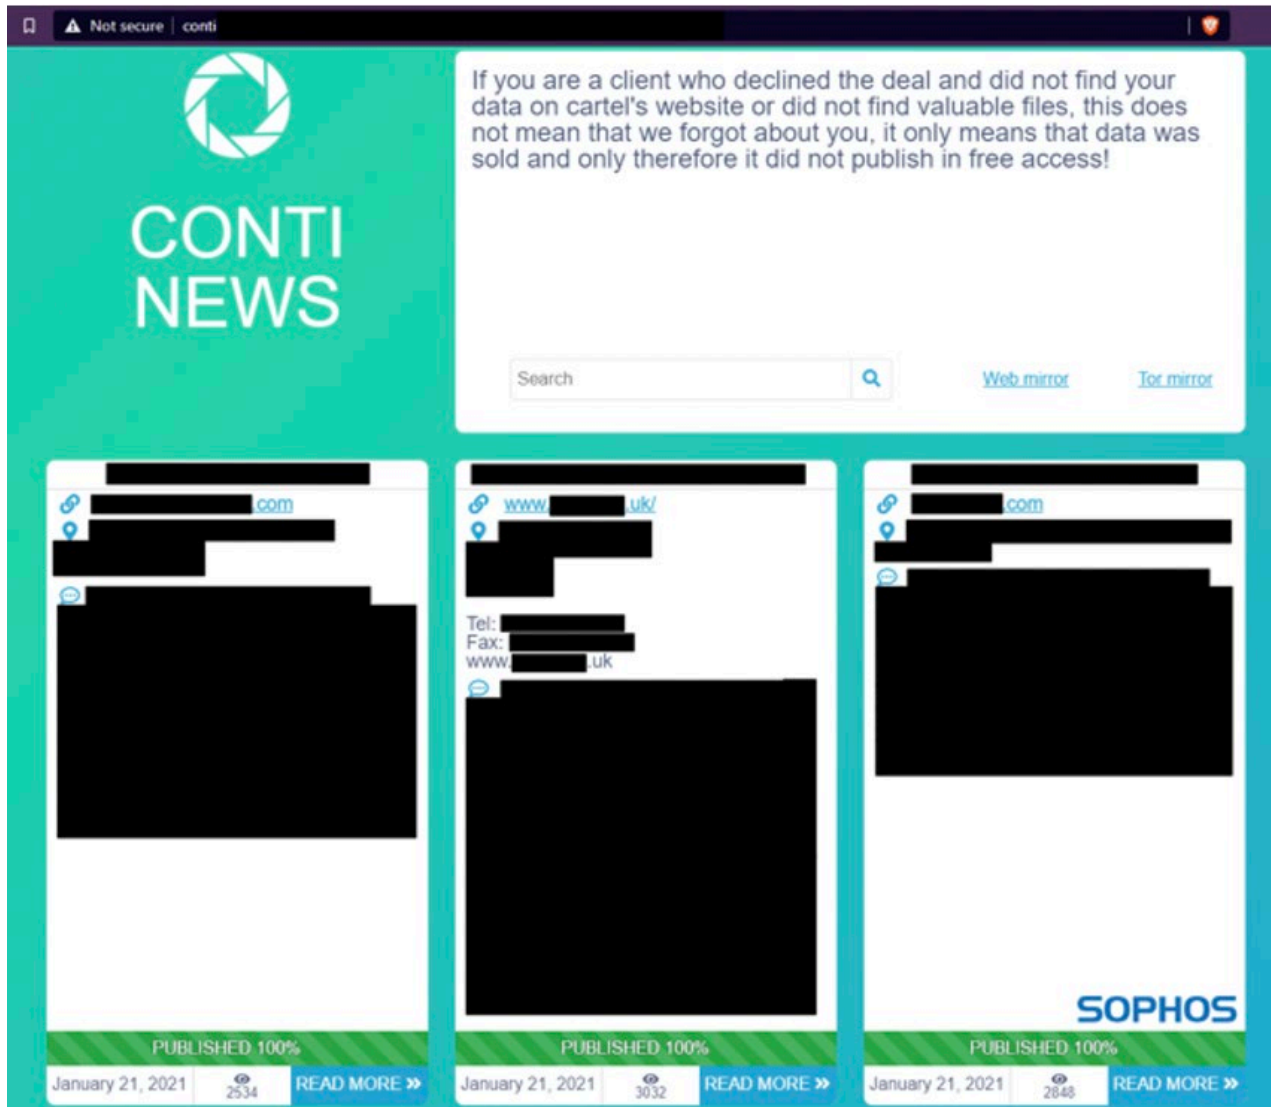 Not secure
conti
CONTI
NEWS
If you are a client who declined the deal and did not find your
data on cartel's website or did not find valuable files, this does
not mean that we forgot about you, it only means that data was
sold and only therefore it did not publish in free access!
Search
Web mirror
Tor mirror
.com
PUBLISHED 100%
January 21, 2021
2534
READ MORE »
www. .uk/
Tel:
Fax:
www. .uk
PUBLISHED 100%
January 21, 2021
3032
READ MORE »
.com
SOPHOS
PUBLISHED 100%
January 21, 2021
2848
READ MORE »